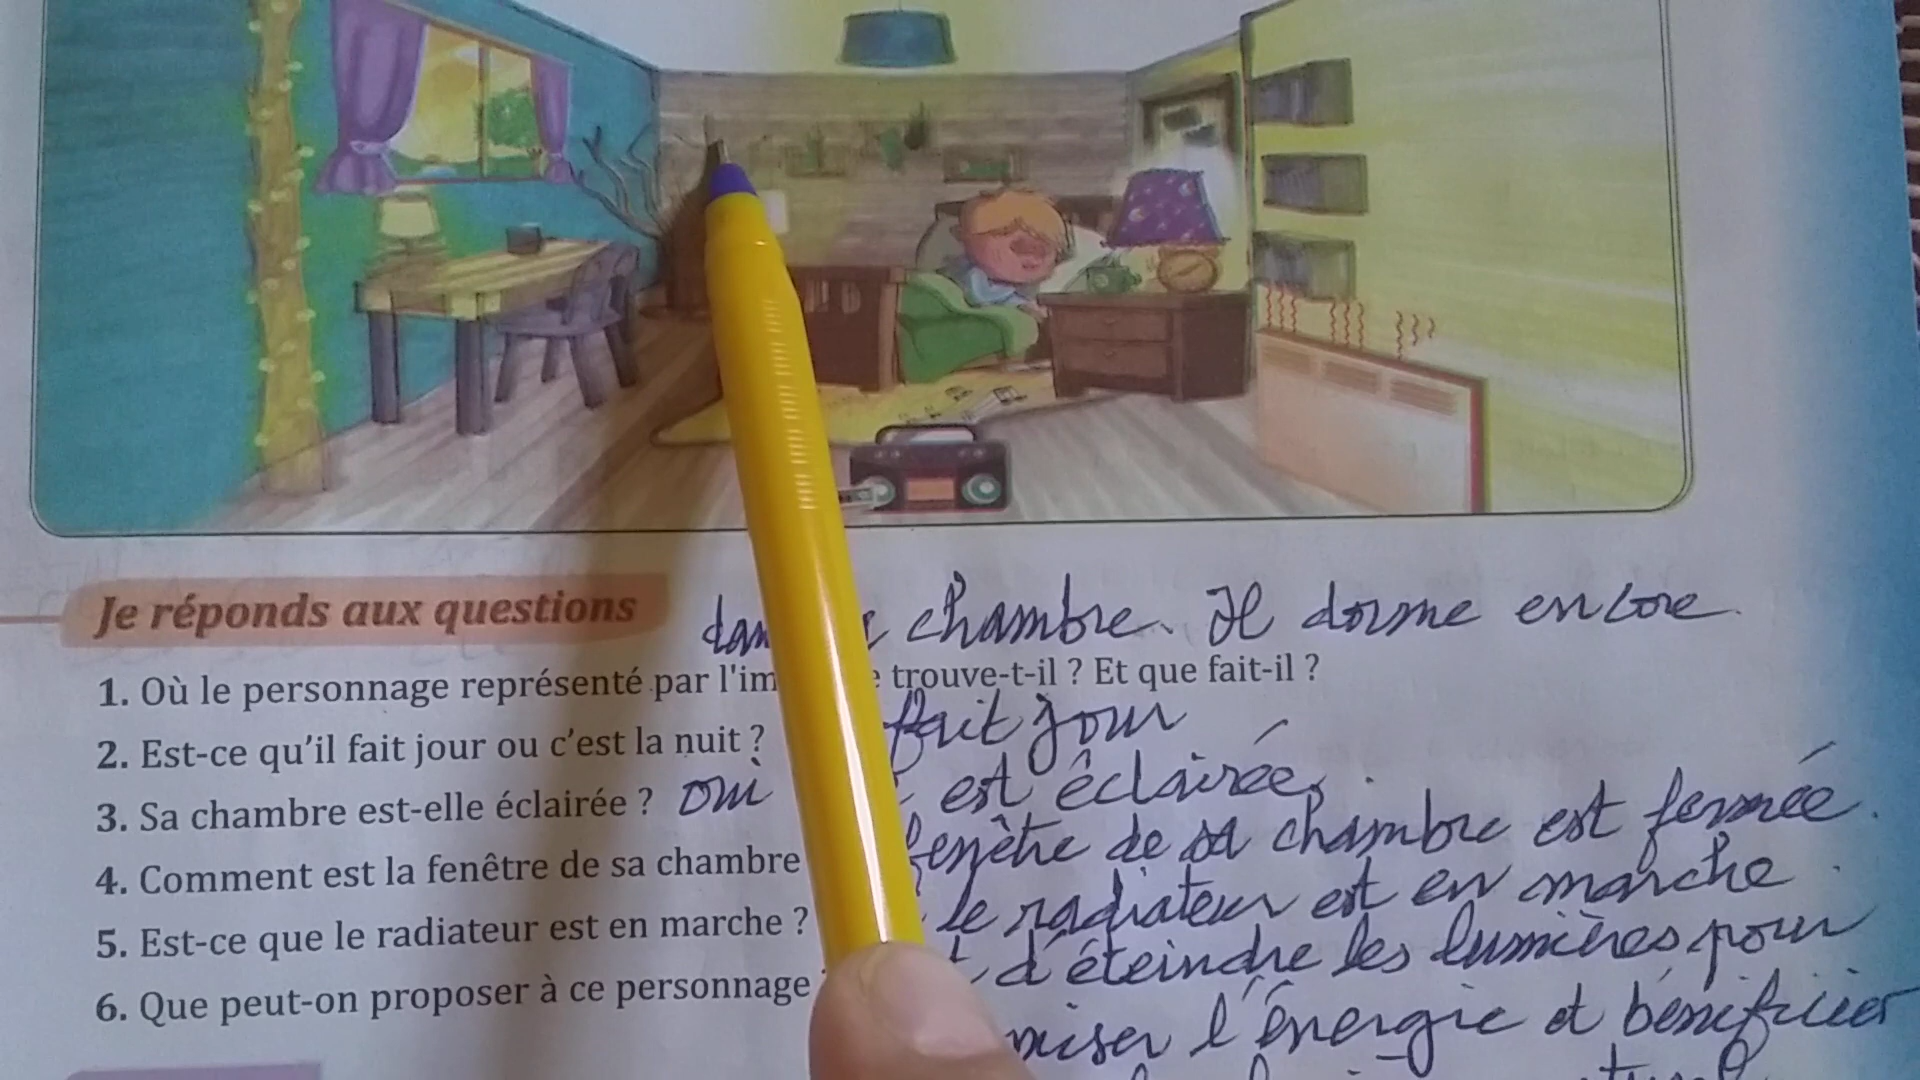 Je réponds aux questions
chambre. Il dorme encore
1. Où le personnage représenté par l'im trouve-t-il ? Et que fait-il ?
2. Est-ce qu'il fait jour ou c'est la nuit ? fait jour
3. Sa chambre est-elle éclairée ? oui est éclairée.
4. Comment est la fenêtre de sa chambre fenêtre de sa chambre est fermée.
5. Est-ce que le radiateur est en marche ? le radiateur est en marche.
6. Que peut-on proposer à ce personnage d'éteindre les lumières pour
miser l'énergie et bénificier